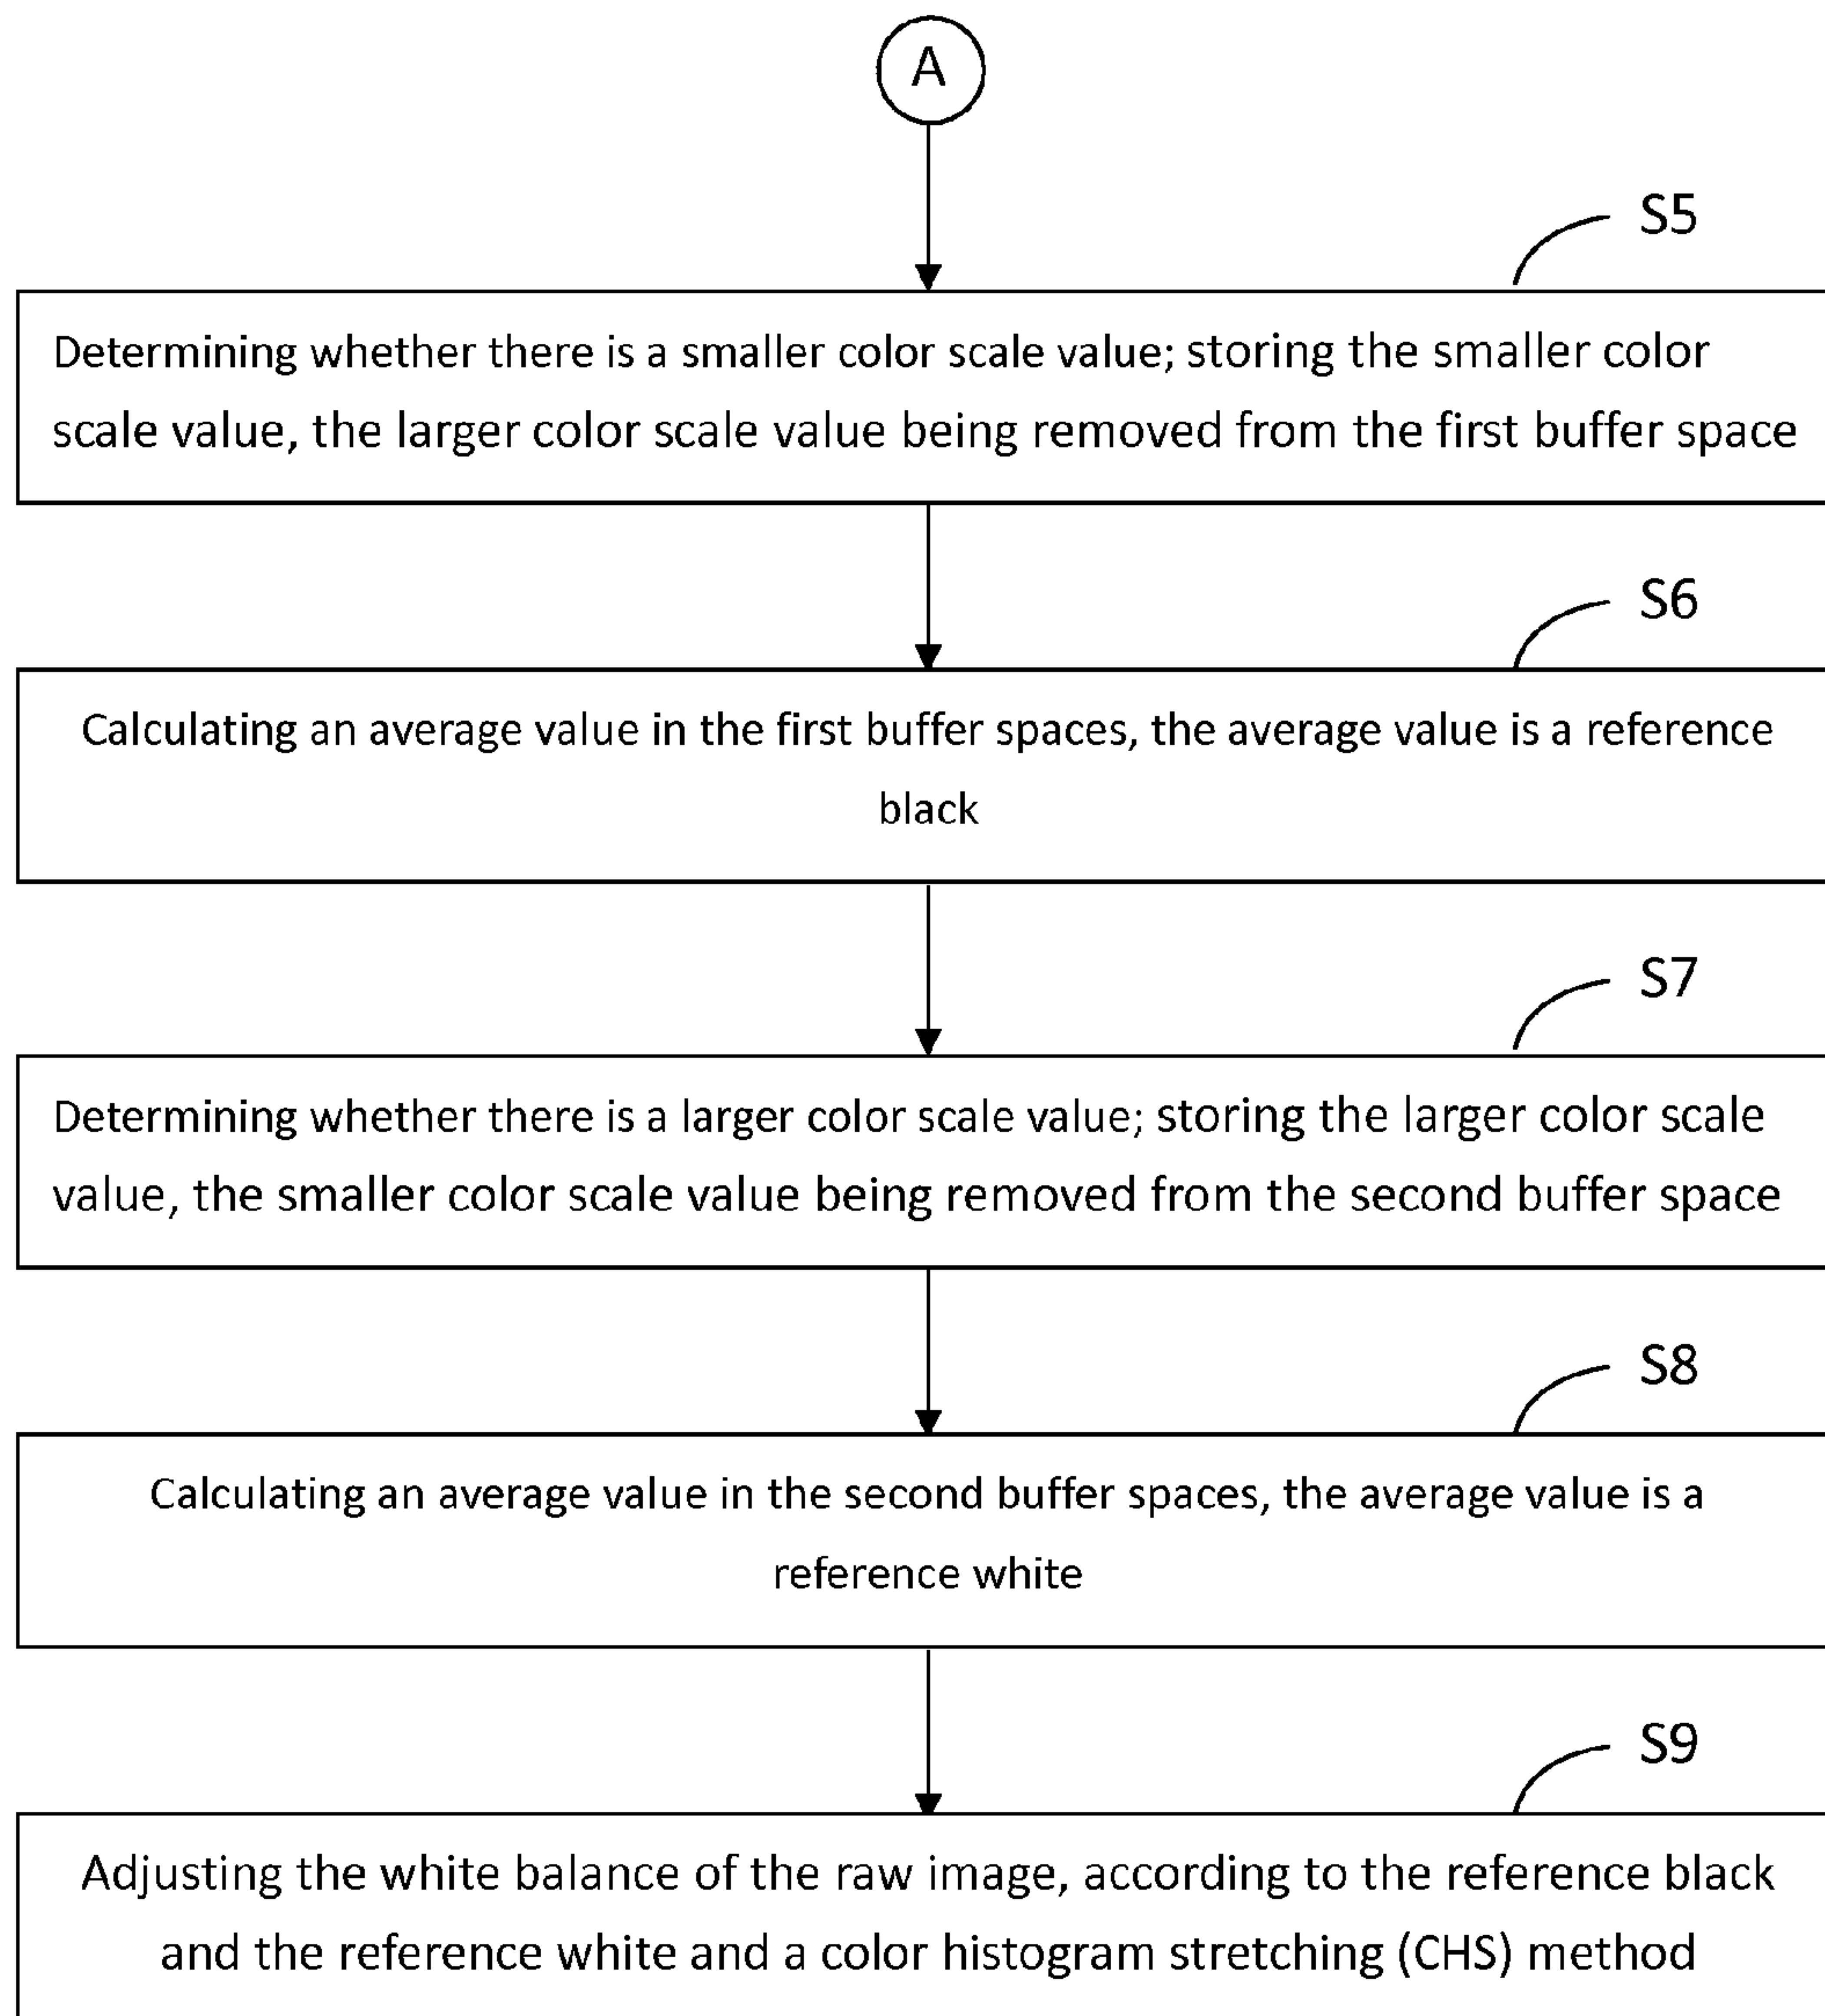 A
S5
Determining whether there is a smaller color scale value; storing the smaller color
scale value, the larger color scale value being removed from the first buffer space
S6
Calculating an average value in the first buffer spaces, the average value is a reference
black
S7
Determining whether there is a larger color scale value; storing the larger color scale
value, the smaller color scale value being removed from the second buffer space
S8
Calculating an average value in the second buffer spaces, the average value is a
reference white
S9
Adjusting the white balance of the raw image, according to the reference black
and the reference white and a color histogram stretching (CHS) method